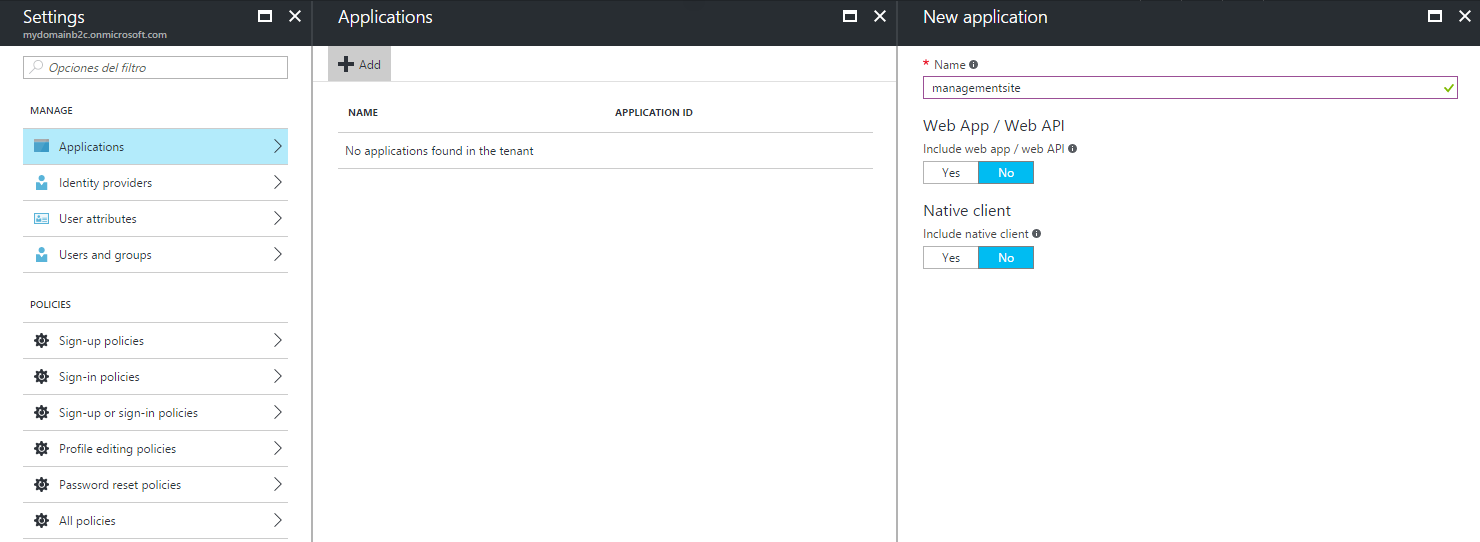 Settings
mydomainb2c.onmicrosoft.com
Opciones del filtro
MANAGE
Applications
Identity providers
User attributes
Users and groups
POLICIES
Sign-up policies
Sign-in policies
Sign-up or sign-in policies
Profile editing policies
Password reset policies
All policies
Applications
Add
NAME APPLICATION ID
No applications found in the tenant
New application
* Name
managementsite
Web App / Web API
Include web app / web API
Yes No
Native client
Include native client
Yes No